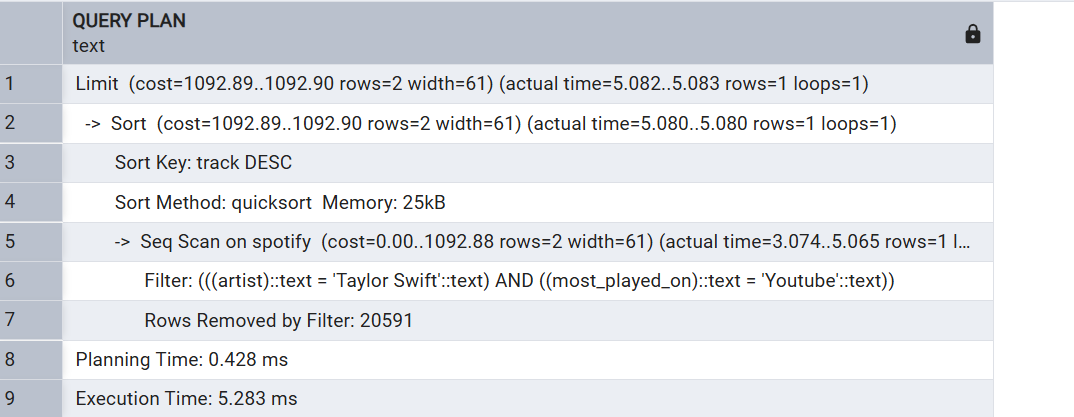 QUERY PLAN
text
1 Limit (cost=1092.89..1092.90 rows=2 width=61) (actual time=5.082..5.083 rows=1 loops=1)
2 -> Sort (cost=1092.89..1092.90 rows=2 width=61) (actual time=5.080..5.080 rows=1 loops=1)
3 Sort Key: track DESC
4 Sort Method: quicksort Memory: 25kB
5 -> Seq Scan on spotify (cost=0.00..1092.88 rows=2 width=61) (actual time=3.074..5.065 rows=1 l...
6 Filter: (((artist)::text = 'Taylor Swift'::text) AND ((most_played_on)::text = 'Youtube'::text))
7 Rows Removed by Filter: 20591
8 Planning Time: 0.428 ms
9 Execution Time: 5.283 ms